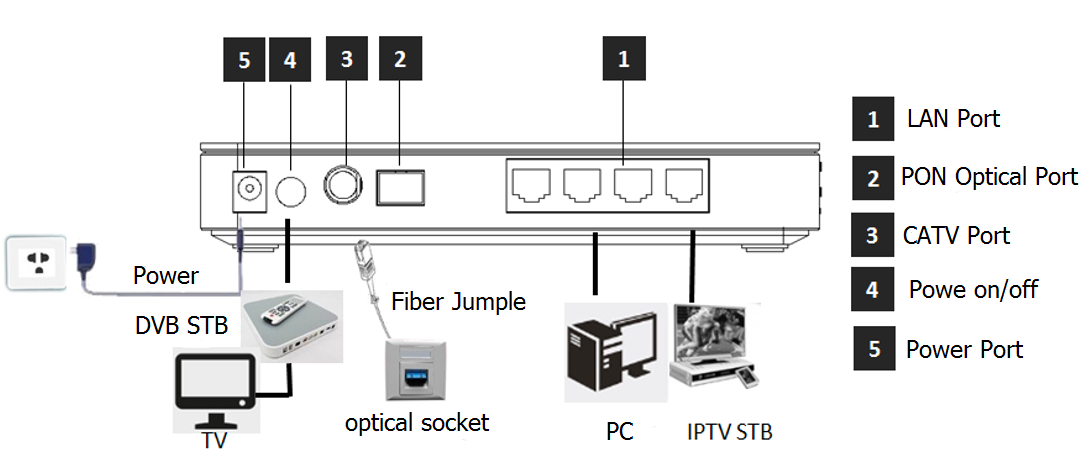 5 4 3 2 1
1 LAN Port
2 PON Optical Port
3 CATV Port
4 Powe on/off
5 Power Port
Power
DVB STB
Fiber Jumple
TV
optical socket
PC
IPTV STB